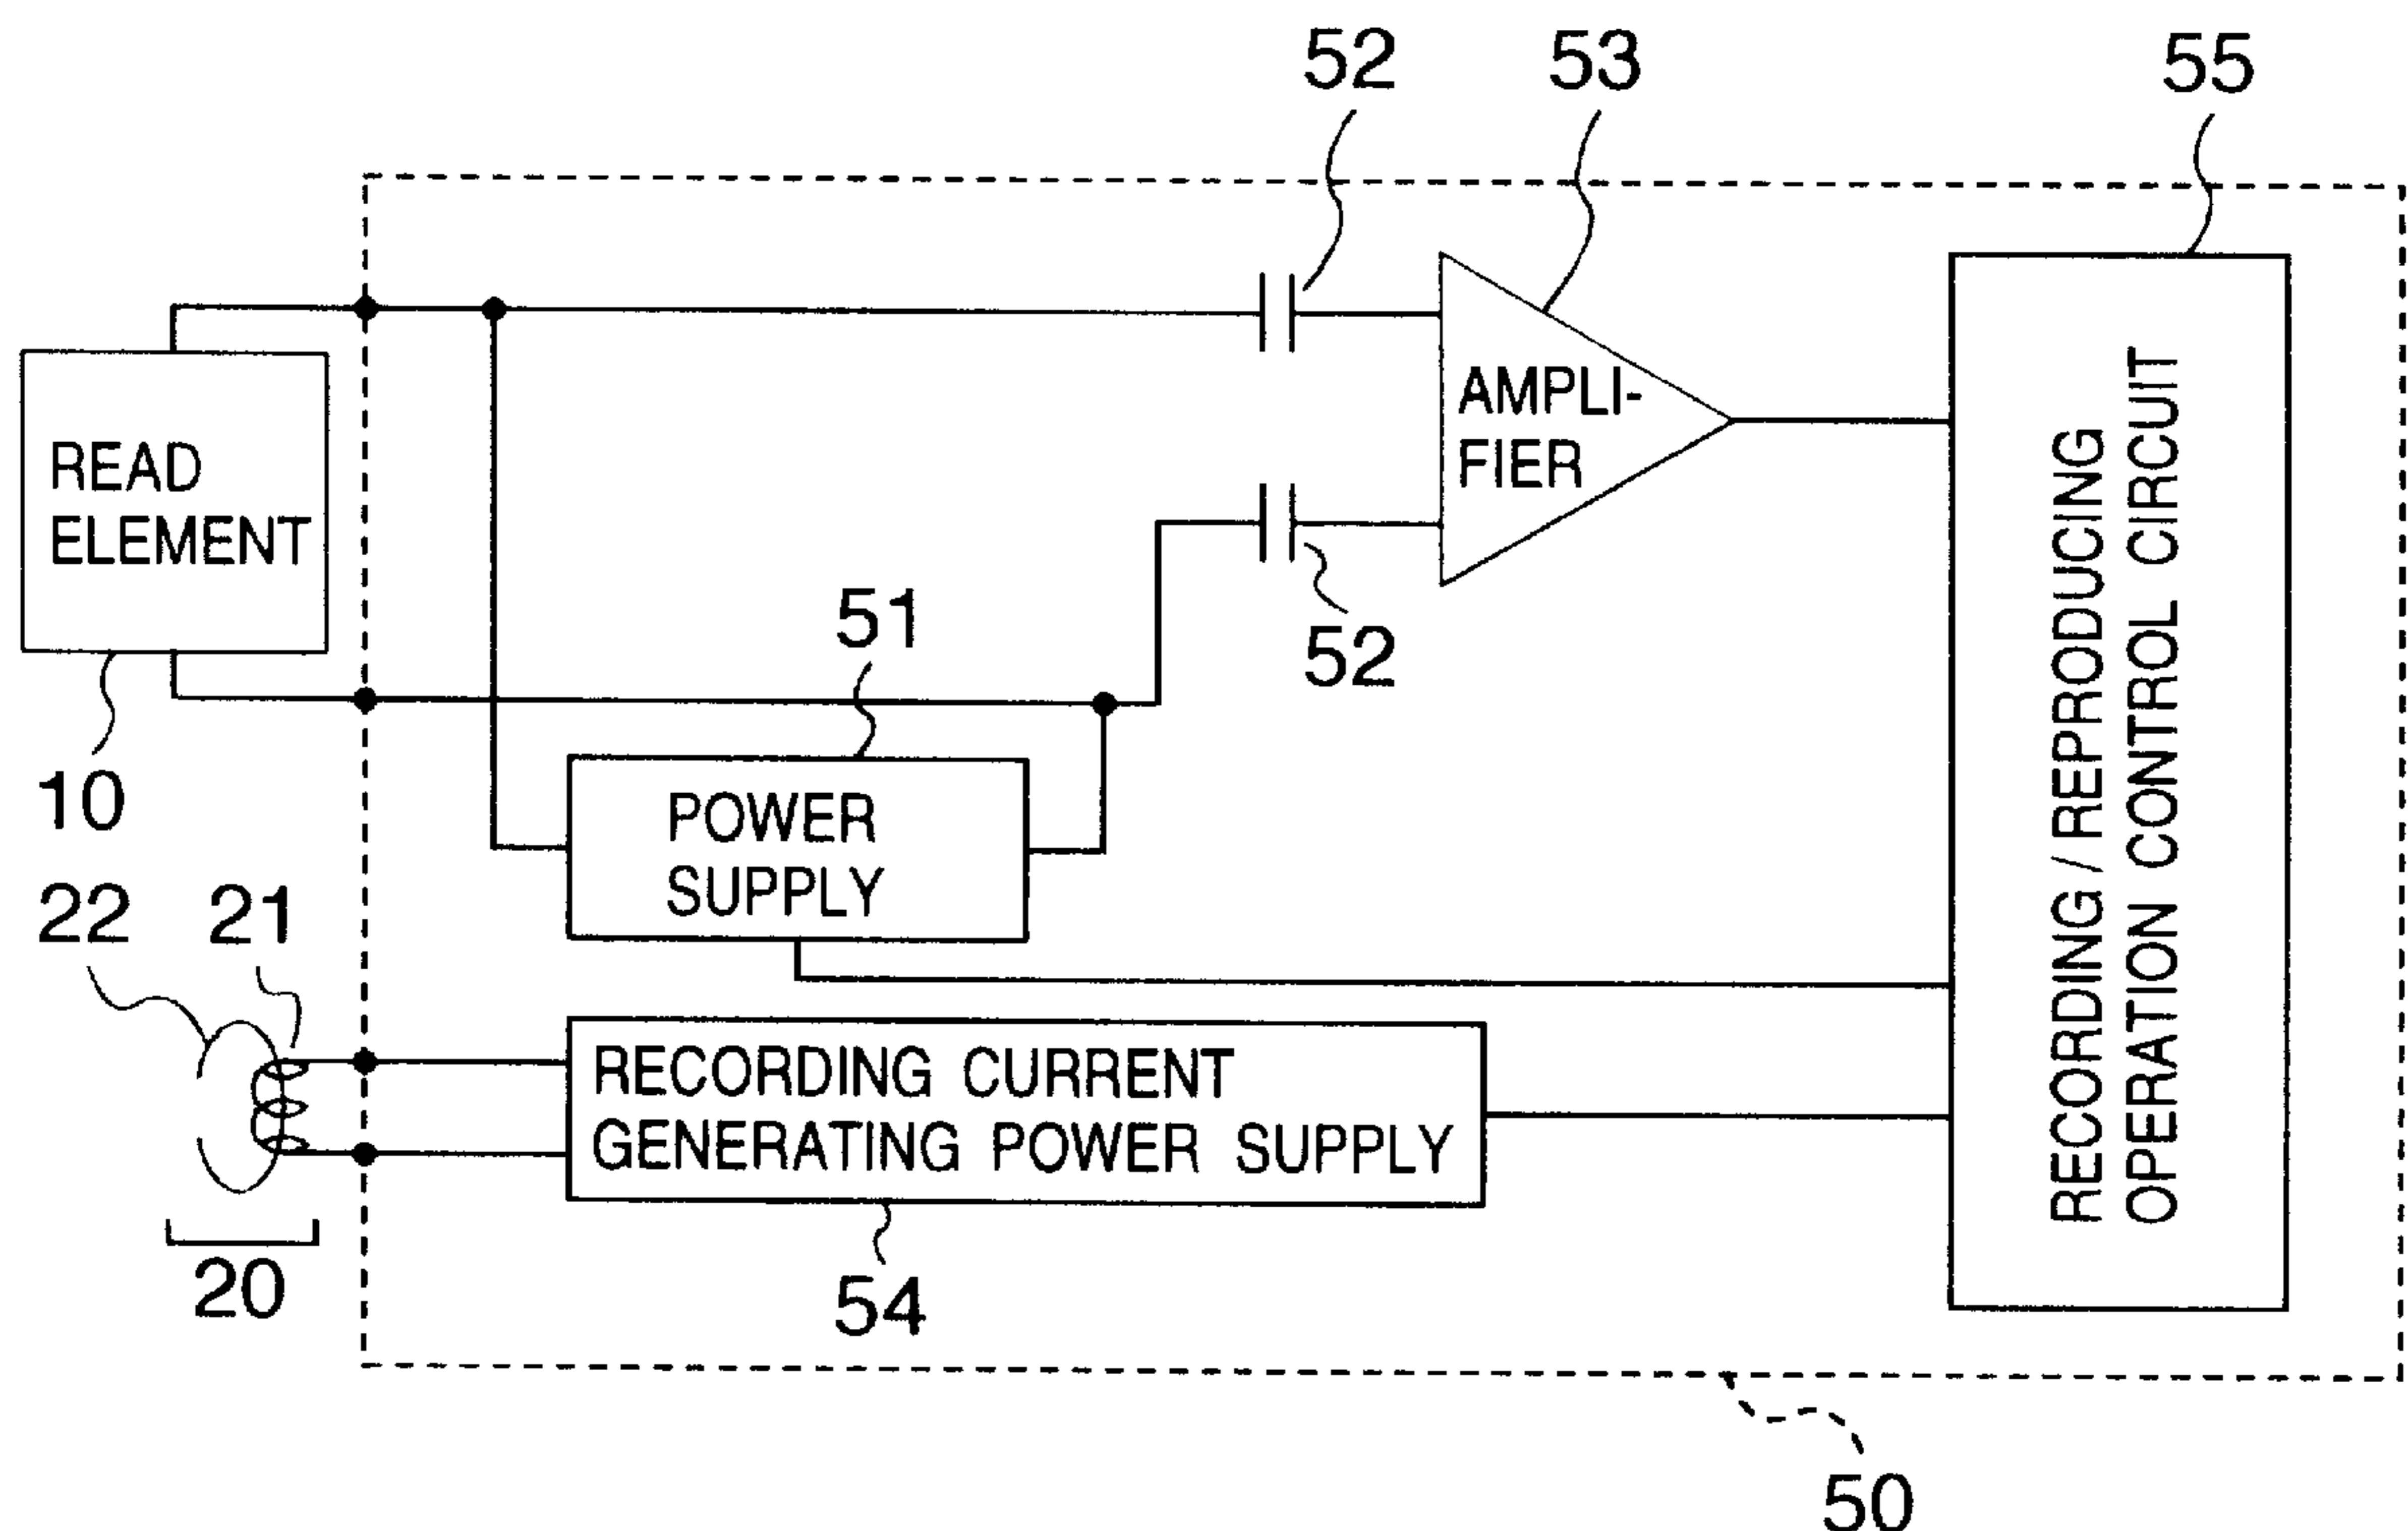 52
53
55
READ
ELEMENT
AMPLI-
FIER
52
51
10
POWER
SUPPLY
22
21
RECORDING CURRENT
GENERATING POWER SUPPLY
20
54
RECORDING / REPRODUCING
OPERATION CONTROL CIRCUIT
50